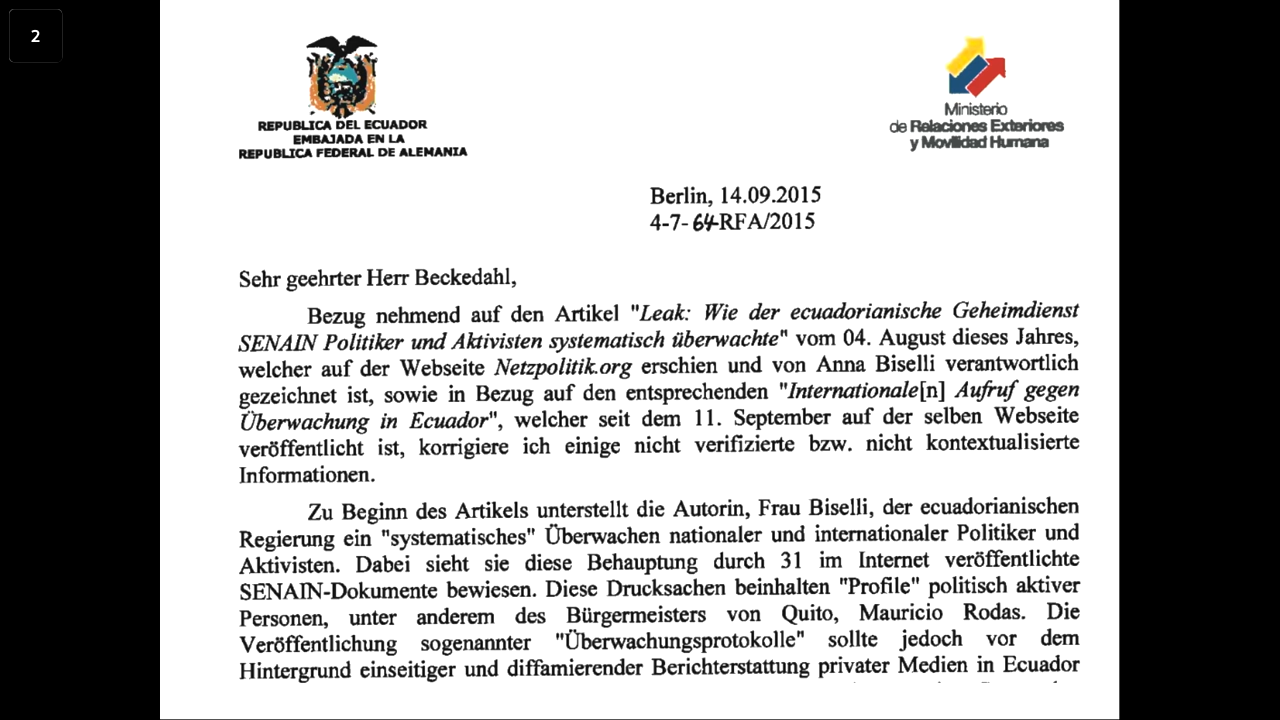 2
REPUBLICA DEL ECUADOR
EMBAJADA EN LA
REPUBLICA FEDERAL DE ALEMANIA
Ministerio
de Relaciones Exteriores
y Movilidad Humana
Berlin, 14.09.2015
4-7-64-RFA/2015
Sehr geehrter Herr Beckedahl,
Bezug nehmend auf den Artikel "Leak: Wie der ecuadorianische Geheimdienst
SENAIN Politiker und Aktivisten systematisch überwachte" vom 04. August dieses Jahres,
welcher auf der Webseite Netzpolitik.org erschien und von Anna Biselli verantwortlich
gezeichnet ist, sowie in Bezug auf den entsprechenden "Internationale[n] Aufruf gegen
Überwachung in Ecuador", welcher seit dem 11. September auf der selben Webseite
veröffentlicht ist, korrigiere ich einige nicht verifizierte bzw. nicht kontextualisierte
Informationen.
Zu Beginn des Artikels unterstellt die Autorin, Frau Biselli, der ecuadorianischen
Regierung ein "systematisches" Überwachen nationaler und internationaler Politiker und
Aktivisten. Dabei sieht sie diese Behauptung durch 31 im Internet veröffentlichte
SENAIN-Dokumente bewiesen. Diese Drucksachen beinhalten "Profile" politisch aktiver
Personen, unter anderem des Bürgermeisters von Quito, Mauricio Rodas. Die
Veröffentlichung sogenannter "Überwachungsprotokolle" sollte jedoch vor dem
Hintergrund einseitiger und diffamierender Berichterstattung privater Medien in Ecuador